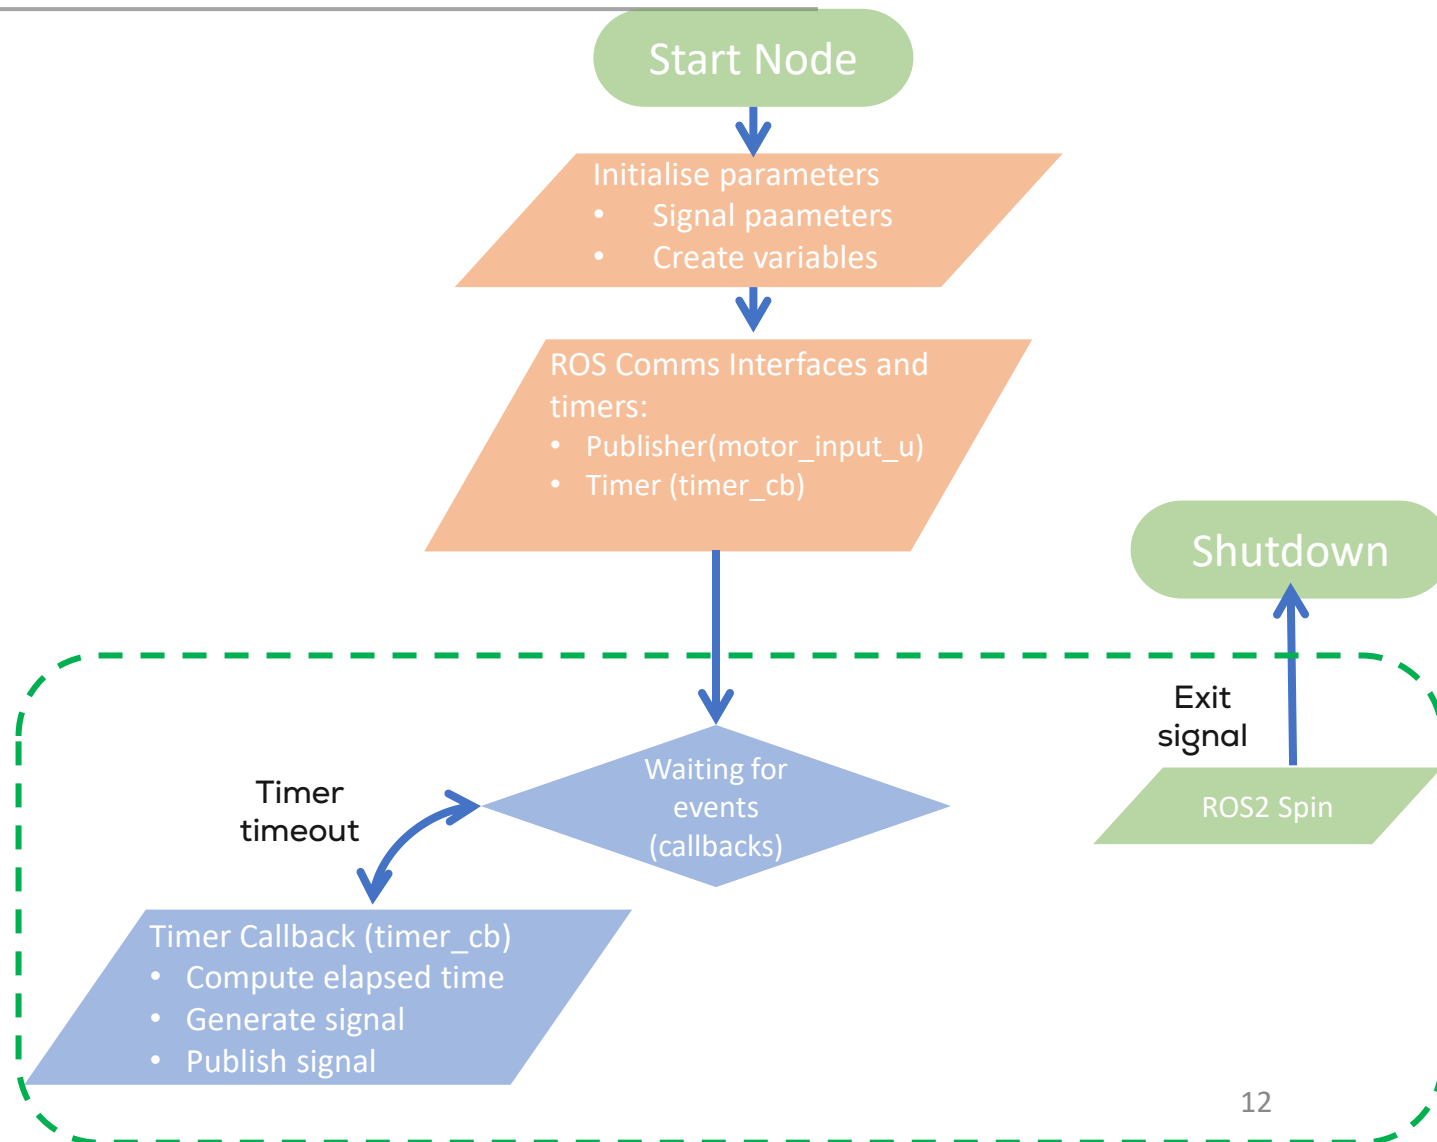 Start Node
Initialise parameters
• Signal paameters
• Create variables
ROS Comms Interfaces and
timers:
• Publisher(motor_input_u)
• Timer (timer_cb)
Shutdown
Exit
signal
Waiting for
events
(callbacks)
ROS2 Spin
Timer
timeout
Timer Callback (timer_cb)
• Compute elapsed time
• Generate signal
• Publish signal
12